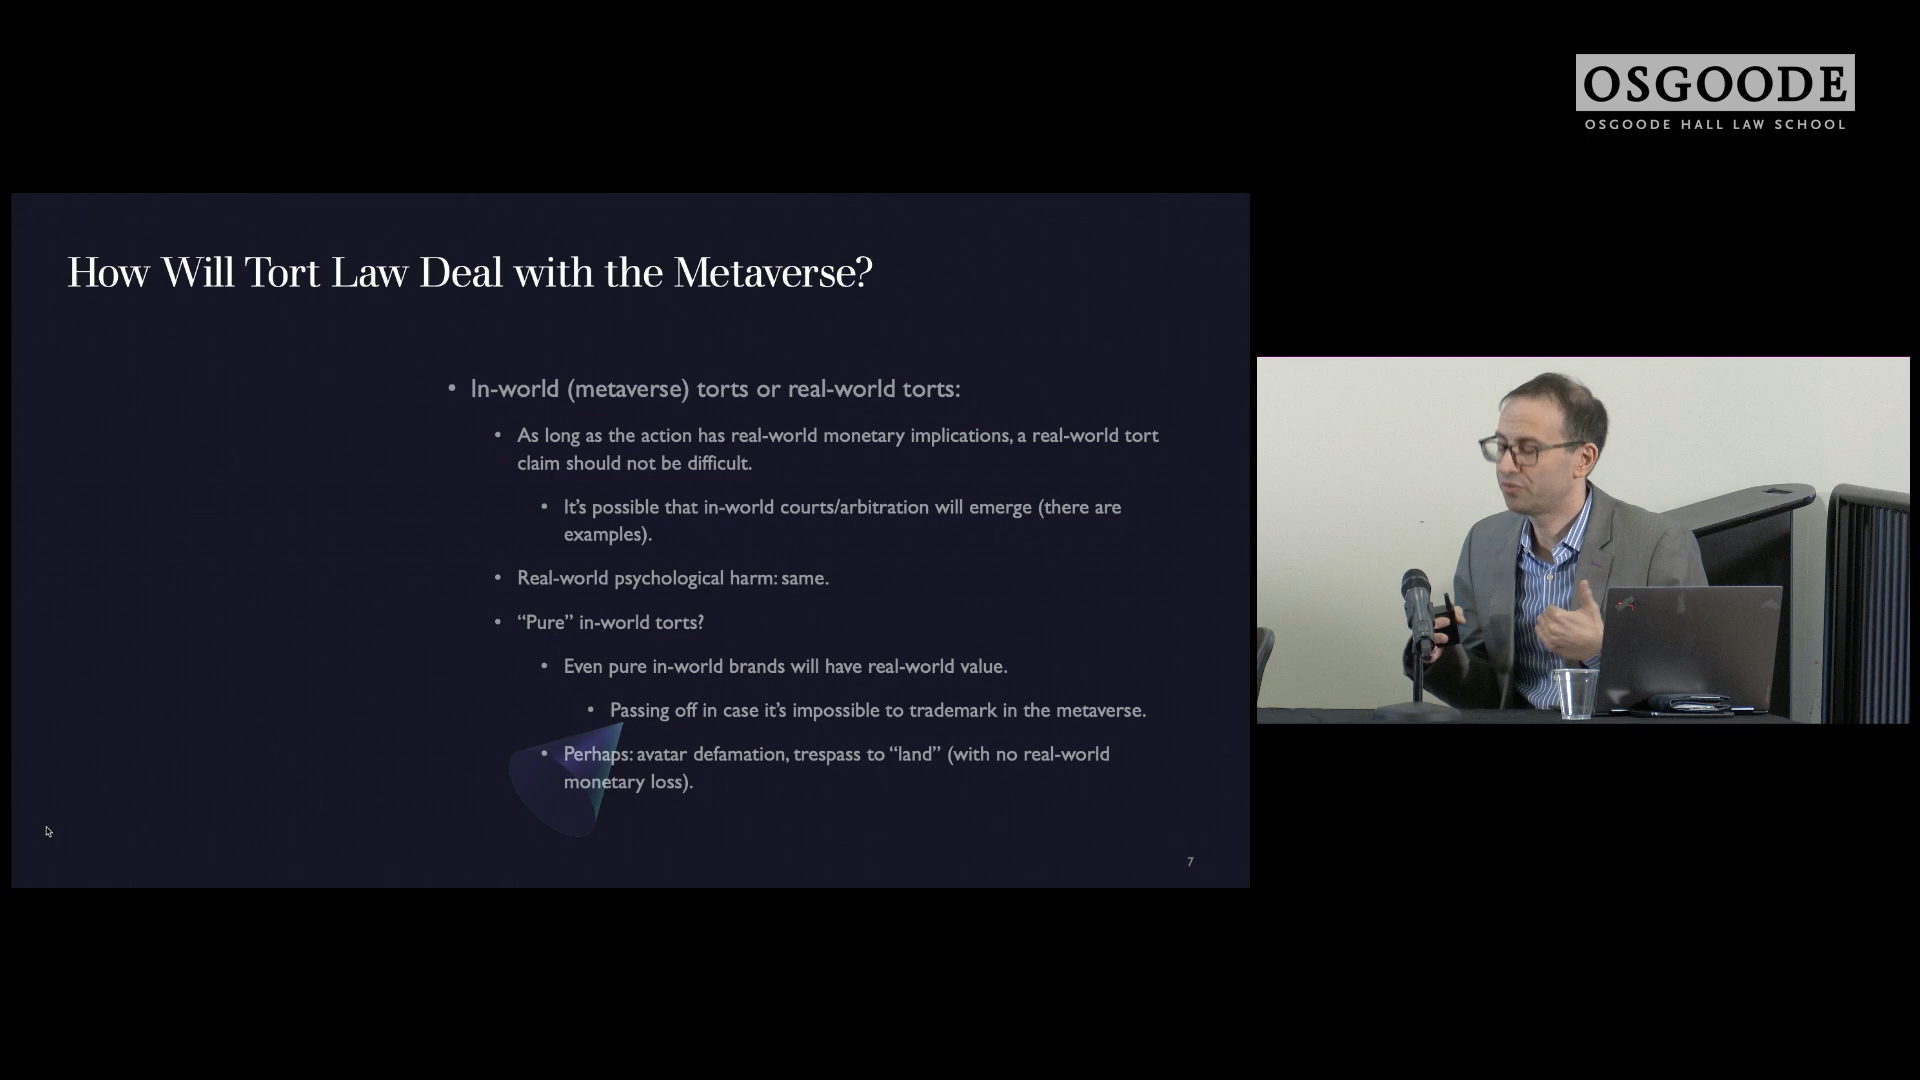 OSGOODE
OSGOODE HALL LAW SCHOOL
How Will Tort Law Deal with the Metaverse?
• In-world (metaverse) torts or real-world torts:
• As long as the action has real-world monetary implications, a real-world tort
claim should not be difficult.
• It’s possible that in-world courts/arbitration will emerge (there are
examples).
• Real-world psychological harm: same.
• “Pure” in-world torts?
• Even pure in-world brands will have real-world value.
• Passing off in case it’s impossible to trademark in the metaverse.
• Perhaps: avatar defamation, trespass to “land” (with no real-world
monetary loss).
7